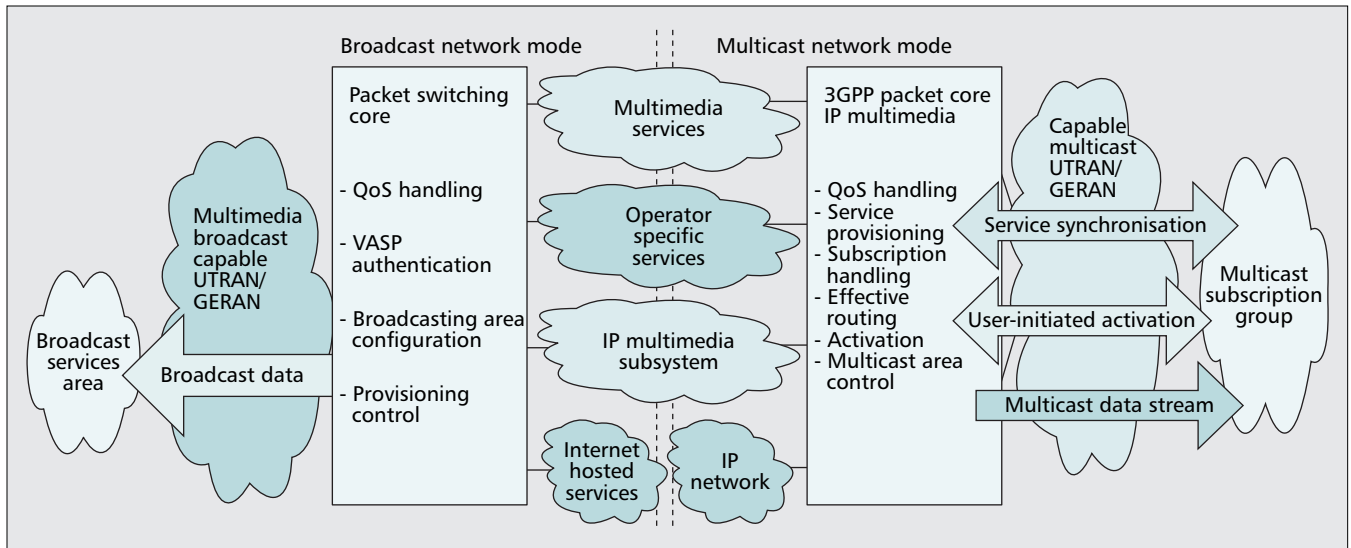 Broadcast network mode
Multicast network mode
Packet switching
core
- QoS handling
- VASP
authentication
- Broadcasting area
configuration
- Provisioning
control
Multimedia
broadcast
capable
UTRAN/
GERAN
Broadcast
services
area
Broadcast data
Multimedia
services
Operator
specific
services
IP multimedia
subsystem
Internet
hosted
services
IP
network
3GPP packet core
IP multimedia
- QoS handling
- Service
provisioning
- Subscription
handling
- Effective
routing
- Activation
- Multicast area
control
Capable
multicast
UTRAN/
GERAN
Service synchronisation
User-initiated activation
Multicast data stream
Multicast
subscription
group